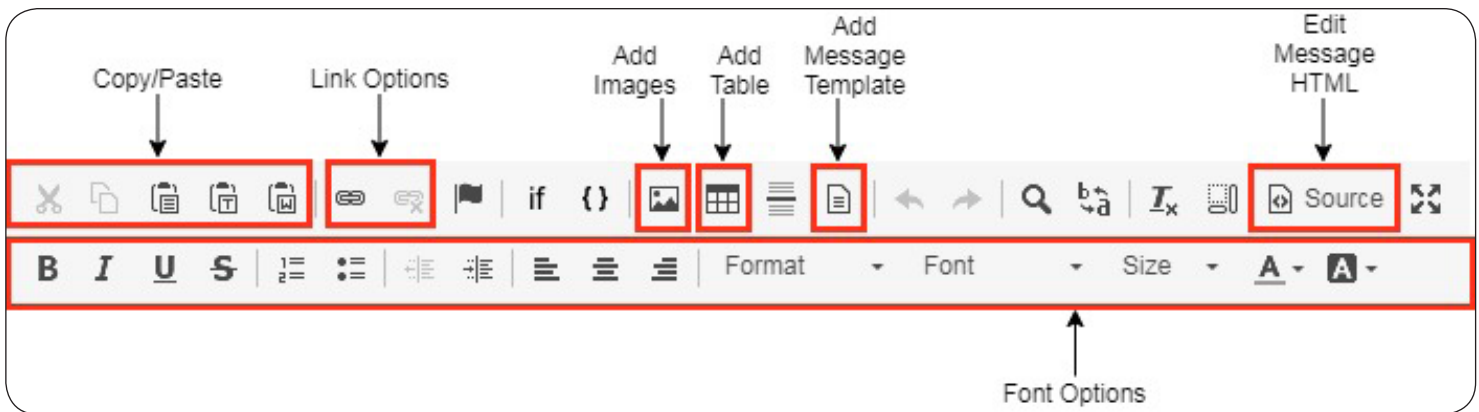 Copy/Paste
Link Options
Add
Images
Add
Table
Add
Message
Template
Edit
Message
HTML
if {} Source
B I U S Format Font Size A A
Font Options